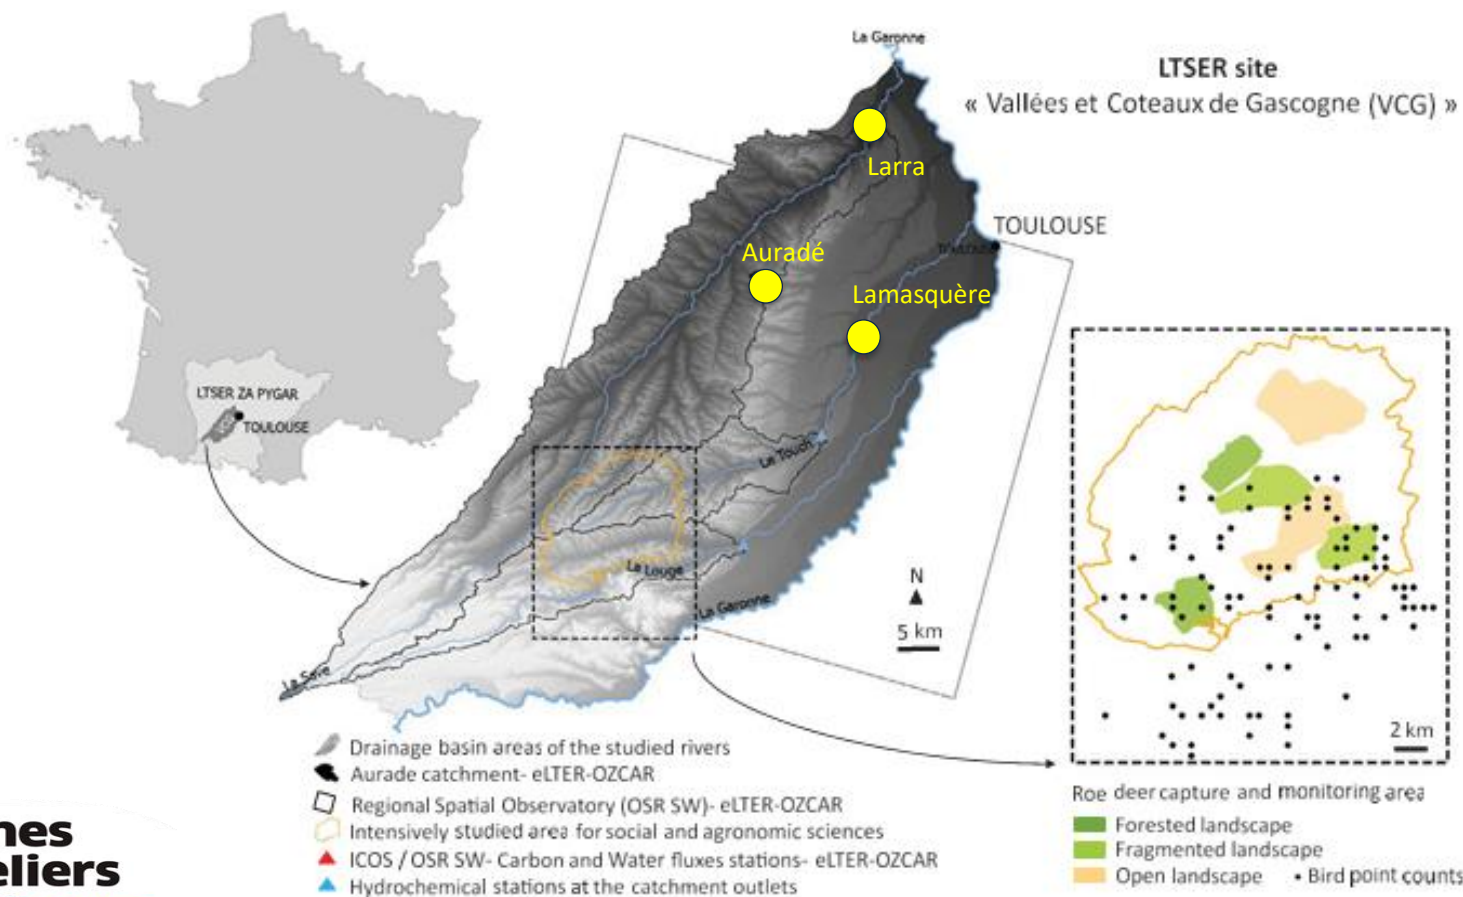 La Garonne
LTSER site
« Vallées et Coteaux de Gascogne (VCG) »
Larra
TOULOUSE
TOULOUSE
Auradé
Lamasquère
LTSER ZA PYGAR
TOULOUSE
Le Touch
La Louge
La Garonne
N
5 km
La Save
2 km
Drainage basin areas of the studied rivers
Aurade catchment- eLTER-OZCAR
Regional Spatial Observatory (OSR SW)- eLTER-OZCAR
Intensively studied area for social and agronomic sciences
ICOS / OSR SW- Carbon and Water fluxes stations- eLTER-OZCAR
Hydrochemical stations at the catchment outlets
Roe deer capture and monitoring area
Forested landscape
Fragmented landscape
Open landscape • Bird point counts
nes
eliers